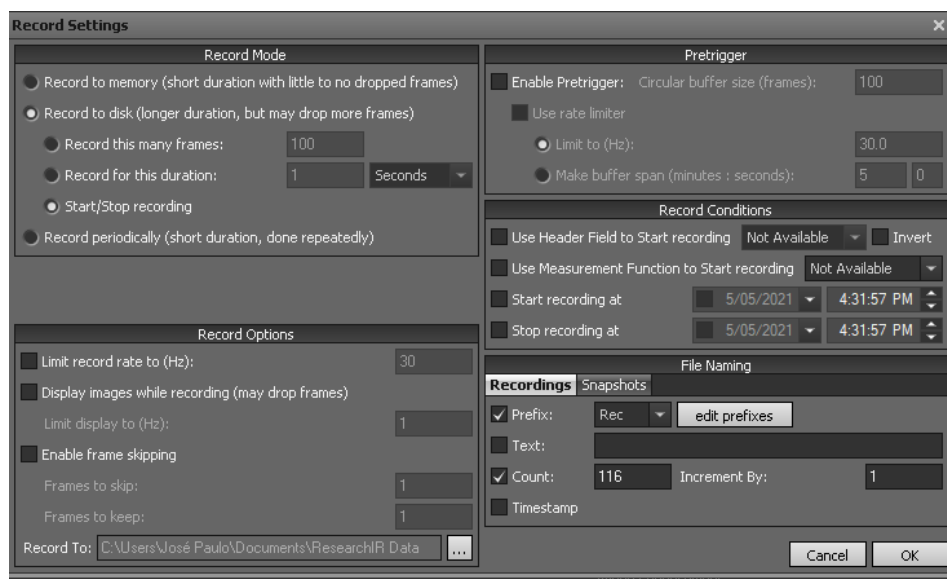 Record Settings
Record Mode
Record to memory (short duration with little to no dropped frames)
Record to disk (longer duration, but may drop more frames)
Record this many frames: 100
Record for this duration: 1 Seconds
Start/Stop recording
Record periodically (short duration, done repeatedly)
Record Options
Limit record rate to (Hz): 30
Display images while recording (may drop frames)
Limit display to (Hz): 1
Enable frame skipping
Frames to skip: 1
Frames to keep: 1
Record To: C:\Users\José Paulo\Documents\ResearchIR Data ...
Pretrigger
Enable Pretrigger: Circular buffer size (frames): 100
Use rate limiter
Limit to (Hz): 30.0
Make buffer span (minutes : seconds): 5 0
Record Conditions
Use Header Field to Start recording Not Available Invert
Use Measurement Function to Start recording Not Available
Start recording at 5/05/2021 4:31:57 PM
Stop recording at 5/05/2021 4:31:57 PM
File Naming
Recordings Snapshots
Prefix: Rec edit prefixes
Text:
Count: 116 Increment By: 1
Timestamp
Cancel OK